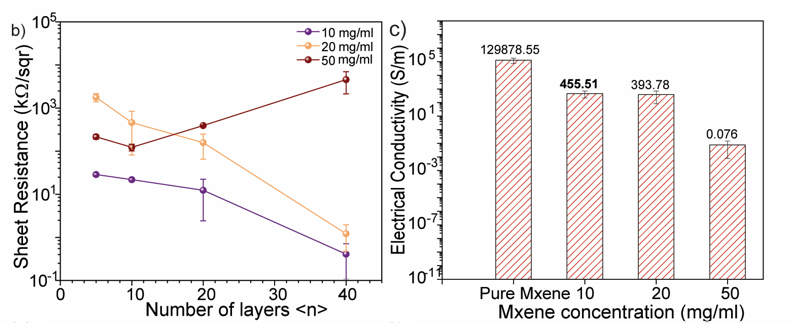 b)
Sheet Resistance (kΩ/sqr)
10⁵
10³
10¹
10⁻¹
0
10
20
30
40
Number of layers <n>
10 mg/ml
20 mg/ml
50 mg/ml
c)
Electrical Conductivity (S/m)
10⁵
10¹
10⁻³
10⁻⁷
10⁻¹¹
129878.55
455.51
393.78
0.076
Pure Mxene
10
20
50
Mxene concentration (mg/ml)